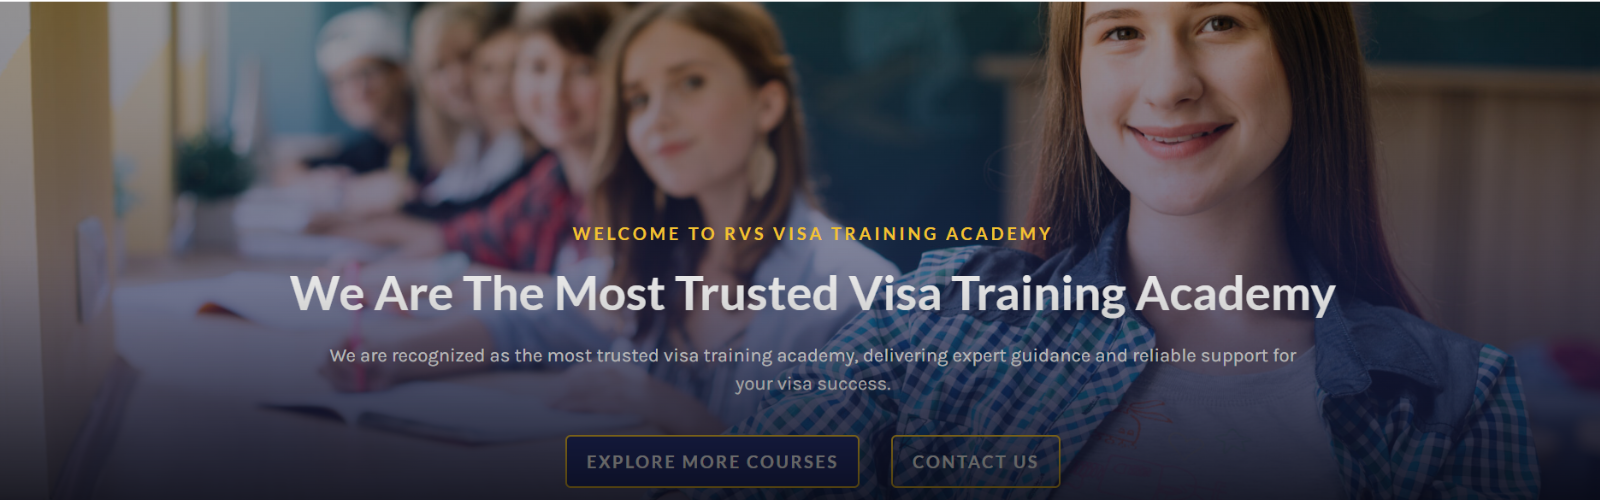 WELCOME TO RVS VISA TRAINING ACADEMY
We Are The Most Trusted Visa Training Academy
We are recognized as the most trusted visa training academy, delivering expert guidance and reliable support for
your visa success.
EXPLORE MORE COURSES
CONTACT US